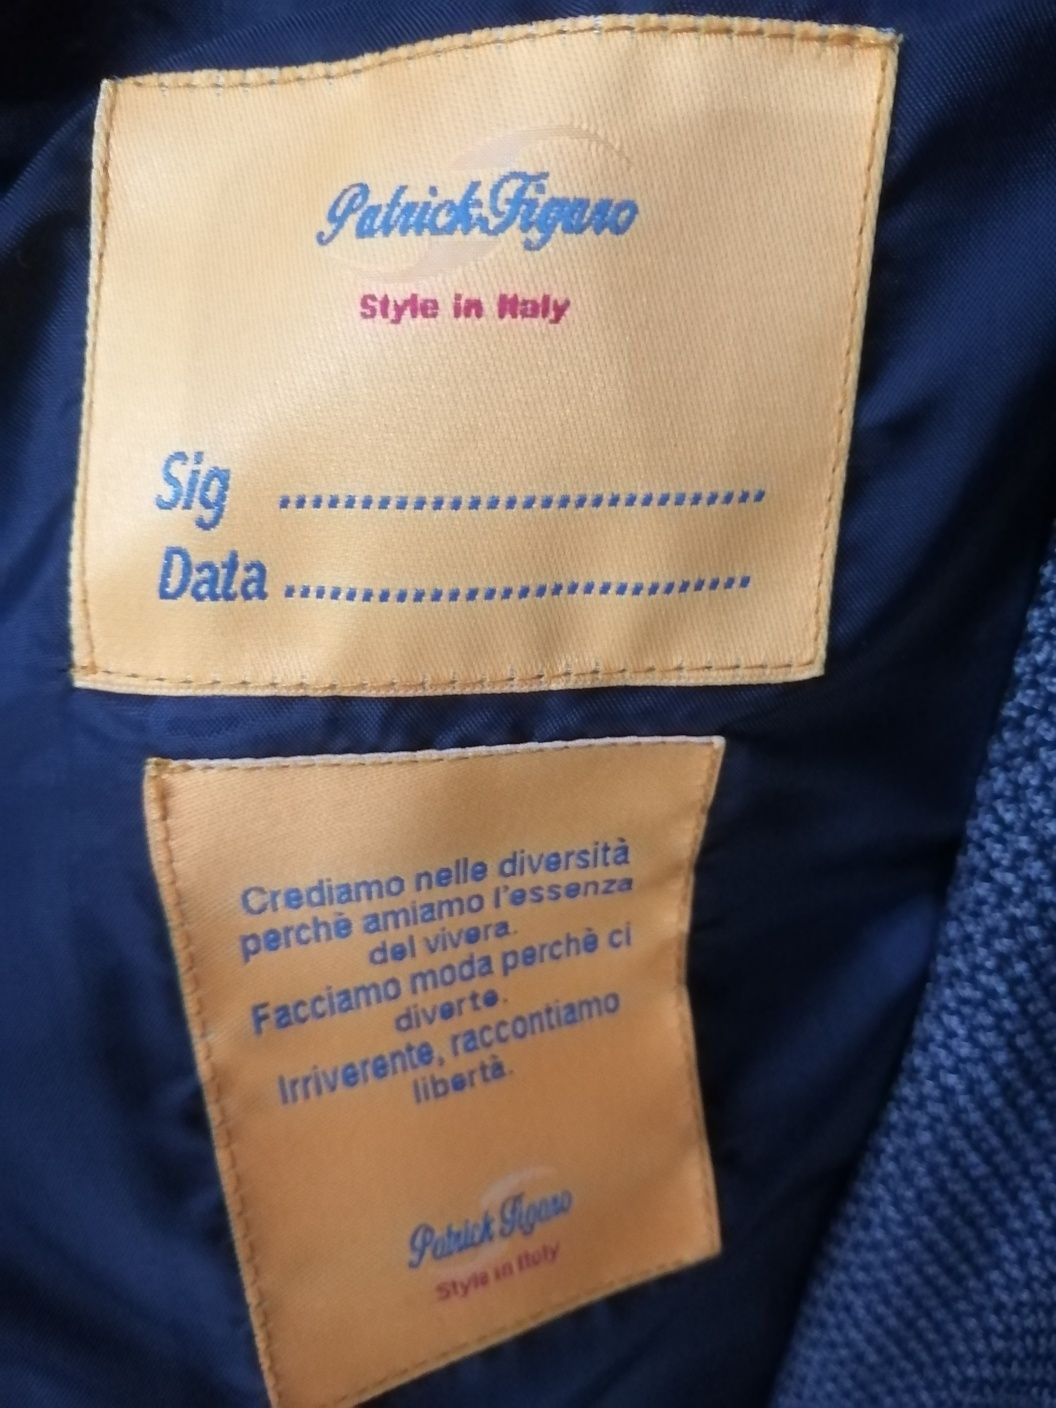 Patrick Figaro
Style in Italy
Sig ..............................
Data ..............................
Crediamo nelle diversità
perchè amiamo l'essenza
del vivera.
Facciamo moda perchè ci
diverte.
Irriverente, raccontiamo
libertà.
Patrick Figaro
Style in Italy